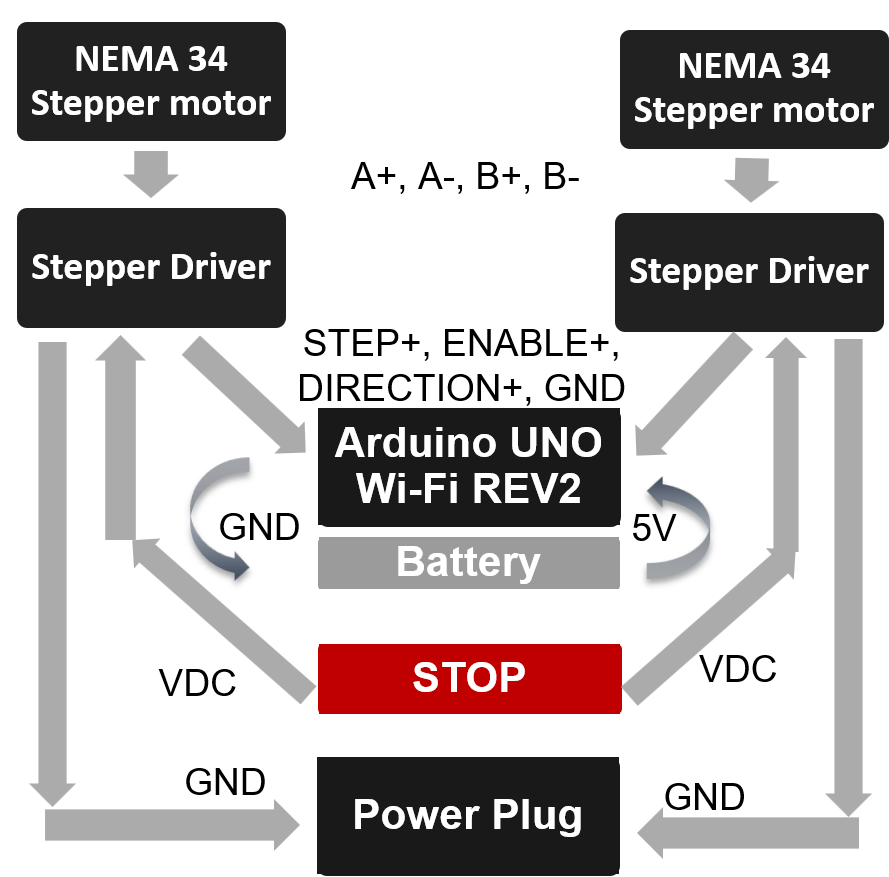 NEMA 34
Stepper motor
NEMA 34
Stepper motor
A+, A-, B+, B-
Stepper Driver
Stepper Driver
STEP+, ENABLE+,
DIRECTION+, GND
Arduino UNO
Wi-Fi REV2
GND
5V
Battery
STOP
VDC
VDC
GND
GND
Power Plug